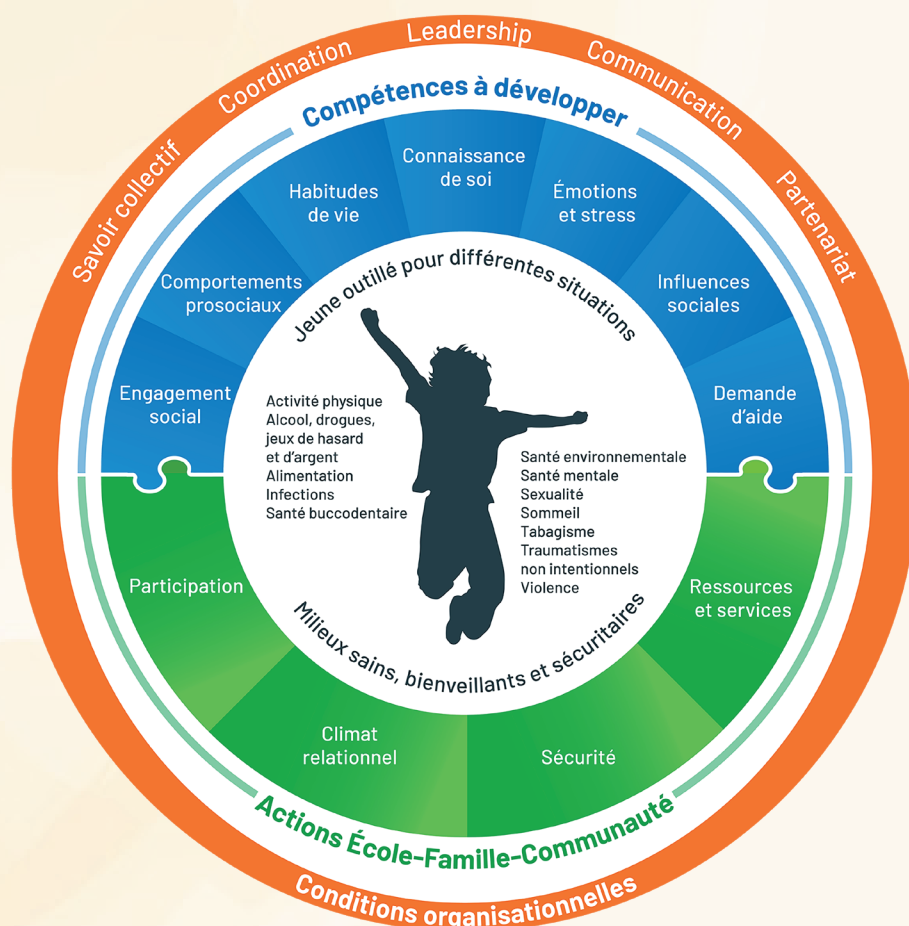 Savoir collectif
Coordination
Leadership
Communication
Partenariat
Compétences à développer
Engagement
social
Comportements
prosociaux
Habitudes
de vie
Connaissance
de soi
Émotions
et stress
Influences
sociales
Demande
d'aide
Jeune outillé pour différentes situations
Activité physique
Alcool, drogues,
jeux de hasard
et d'argent
Alimentation
Infections
Santé buccodentaire
Santé environnementale
Santé mentale
Sexualité
Sommeil
Tabagisme
Traumatismes
non intentionnels
Violence
Milieux sains, bienveillants et sécuritaires
Participation
Climat
relationnel
Sécurité
Ressources
et services
Actions École-Famille-Communauté
Conditions organisationnelles